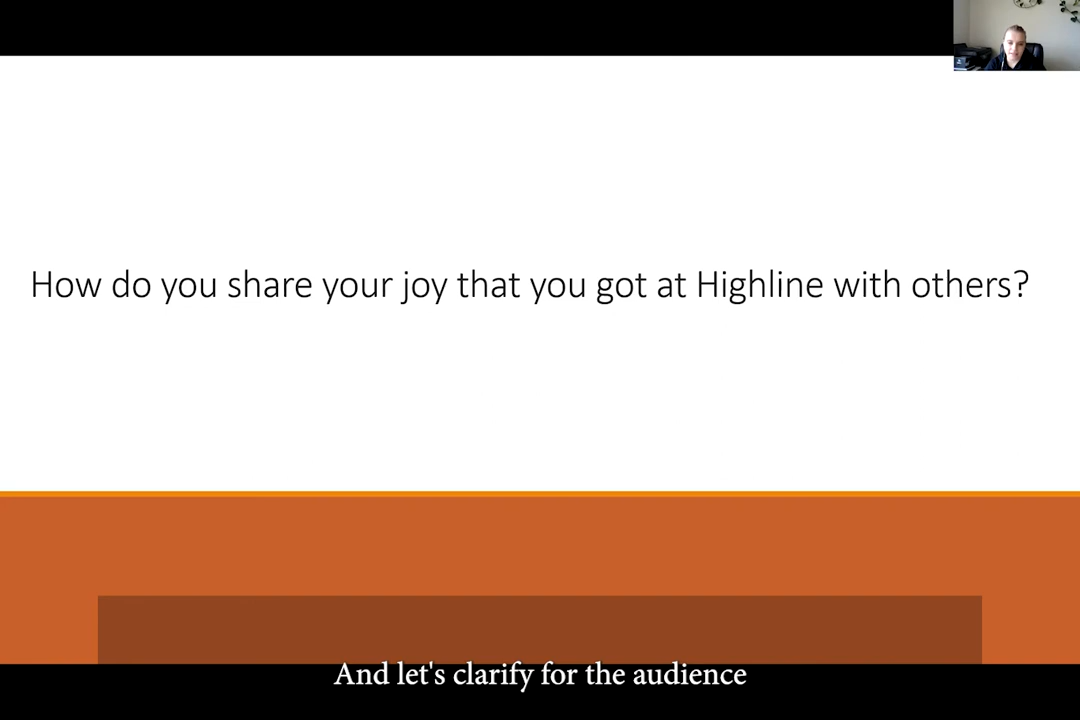 How do you share your joy that you got at Highline with others?
And let's clarify for the audience